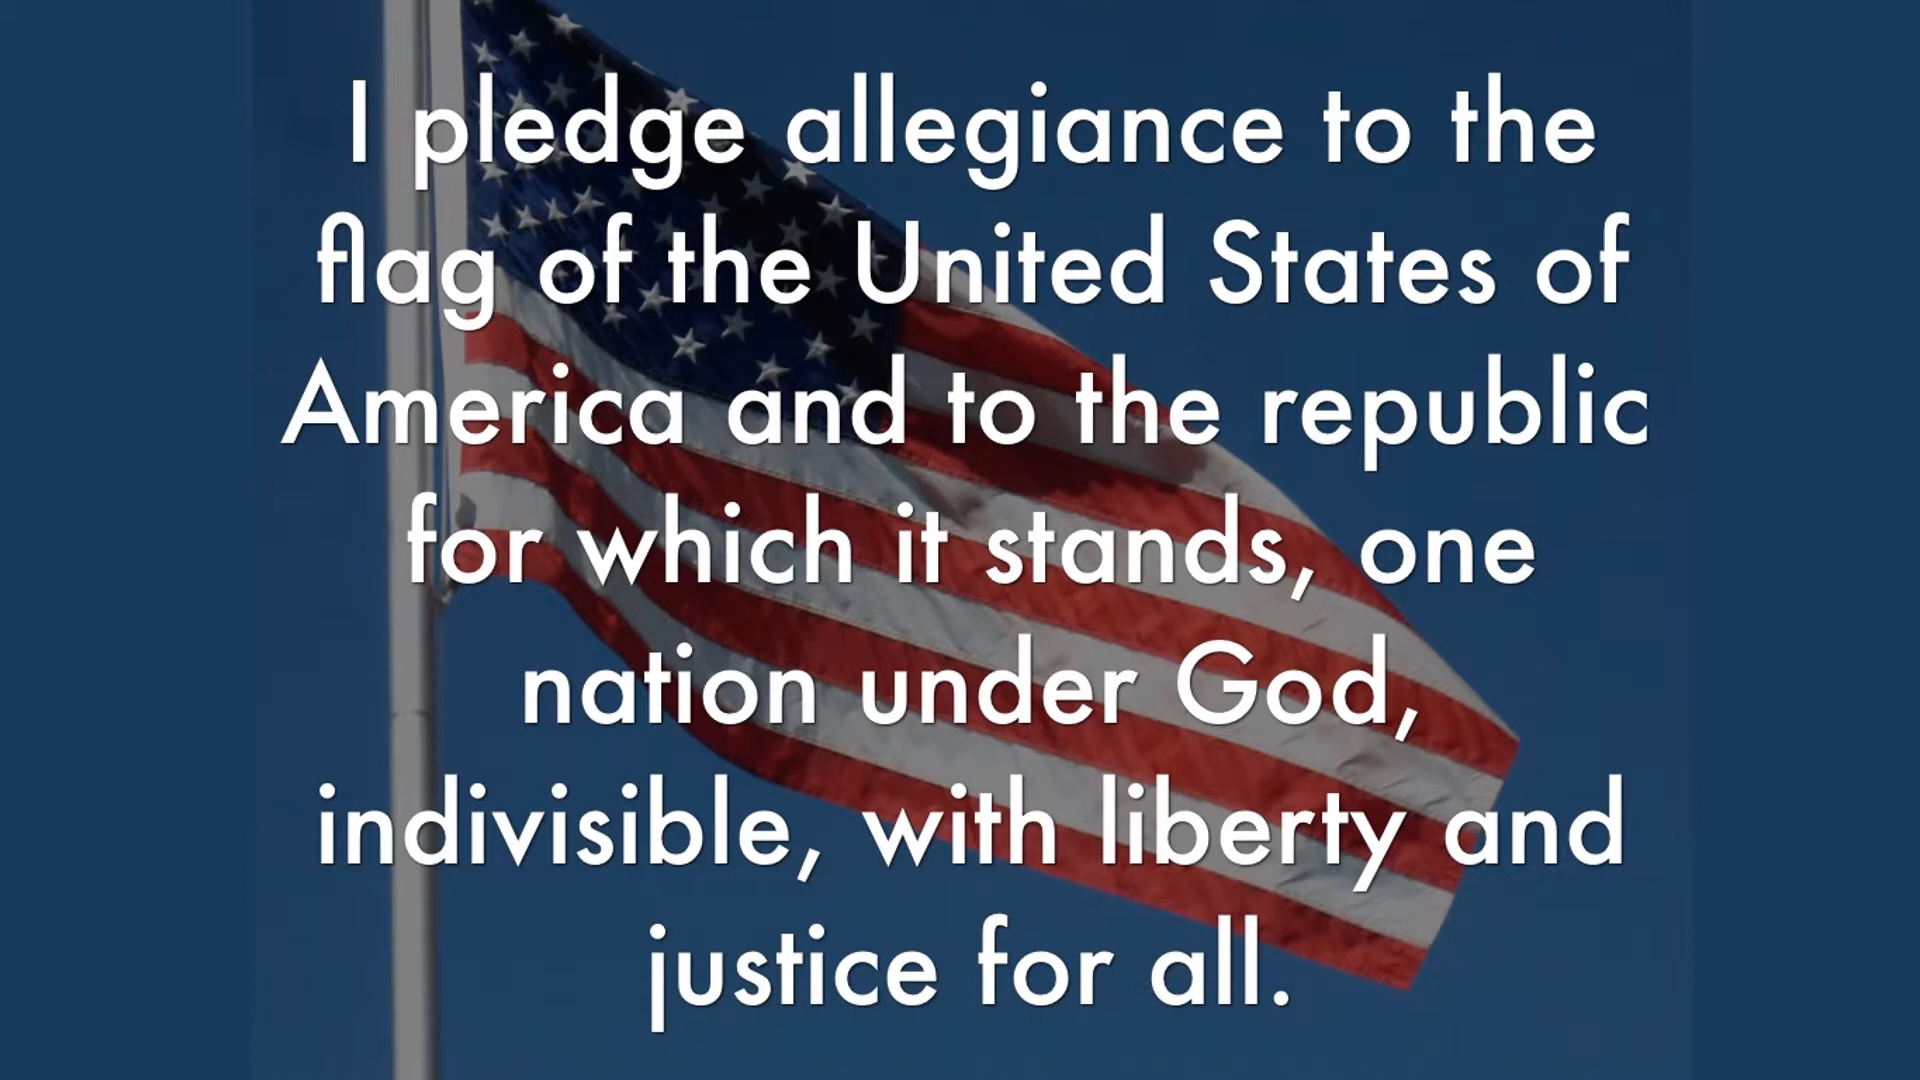 I pledge allegiance to the
flag of the United States of
America and to the republic
for which it stands, one
nation under God,
indivisible, with liberty and
justice for all.